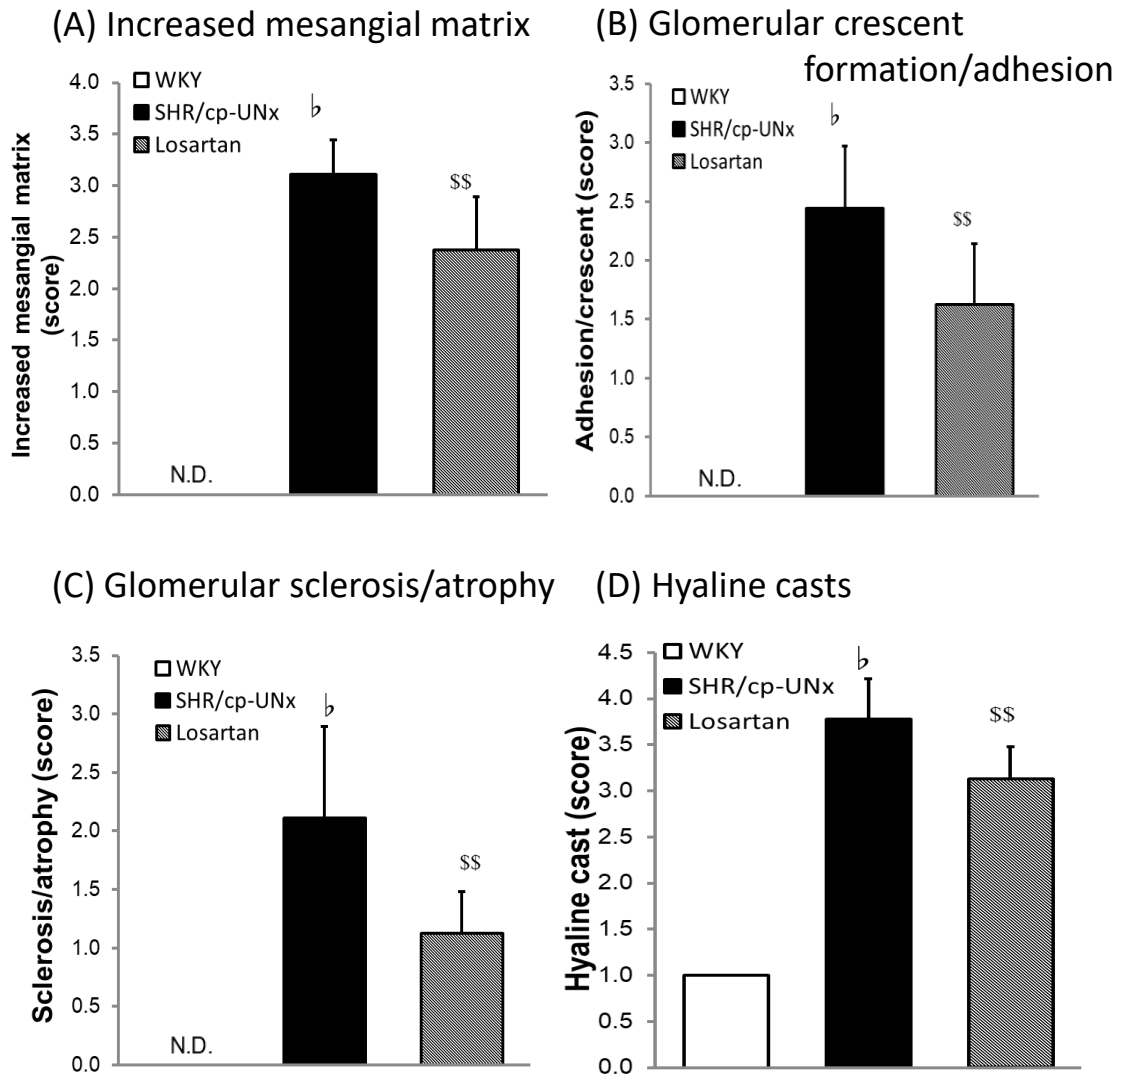 (A) Increased mesangial matrix
Increased mesangial matrix
(score)
4.0
3.5
3.0
2.5
2.0
1.5
1.0
0.5
0.0
WKY
SHR/cp-UNx
Losartan
♭
$$
N.D.
(B) Glomerular crescent
formation/adhesion
Adhesion/crescent (score)
3.5
3.0
2.5
2.0
1.5
1.0
0.5
0.0
WKY
SHR/cp-UNx
Losartan
♭
$$
N.D.
(C) Glomerular sclerosis/atrophy
Sclerosis/atrophy (score)
3.5
3.0
2.5
2.0
1.5
1.0
0.5
0.0
WKY
SHR/cp-UNx
Losartan
♭
$$
N.D.
(D) Hyaline casts
Hyaline cast (score)
4.5
4.0
3.5
3.0
2.5
2.0
1.5
1.0
0.5
0.0
WKY
SHR/cp-UNx
Losartan
♭
$$